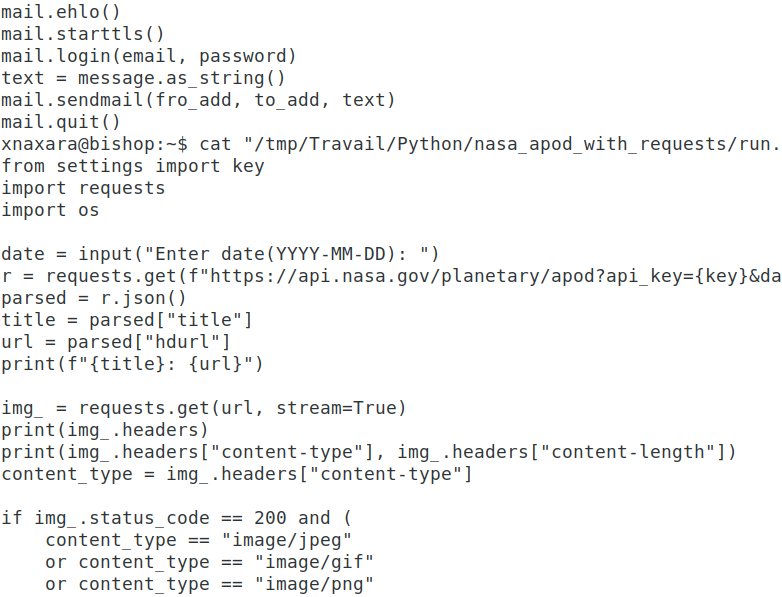 mail.ehlo()
mail.starttls()
mail.login(email, password)
text = message.as_string()
mail.sendmail(fro_add, to_add, text)
mail.quit()
xnaxara@bishop:~$ cat "/tmp/Travail/Python/nasa_apod_with_requests/run.
from settings import key
import requests
import os

date = input("Enter date(YYYY-MM-DD): ")
r = requests.get(f"https://api.nasa.gov/planetary/apod?api_key={key}&da
parsed = r.json()
title = parsed["title"]
url = parsed["hdurl"]
print(f"{title}: {url}")

img_ = requests.get(url, stream=True)
print(img_.headers)
print(img_.headers["content-type"], img_.headers["content-length"])
content_type = img_.headers["content-type"]

if img_.status_code == 200 and (
    content_type == "image/jpeg"
    or content_type == "image/gif"
    or content_type == "image/png"